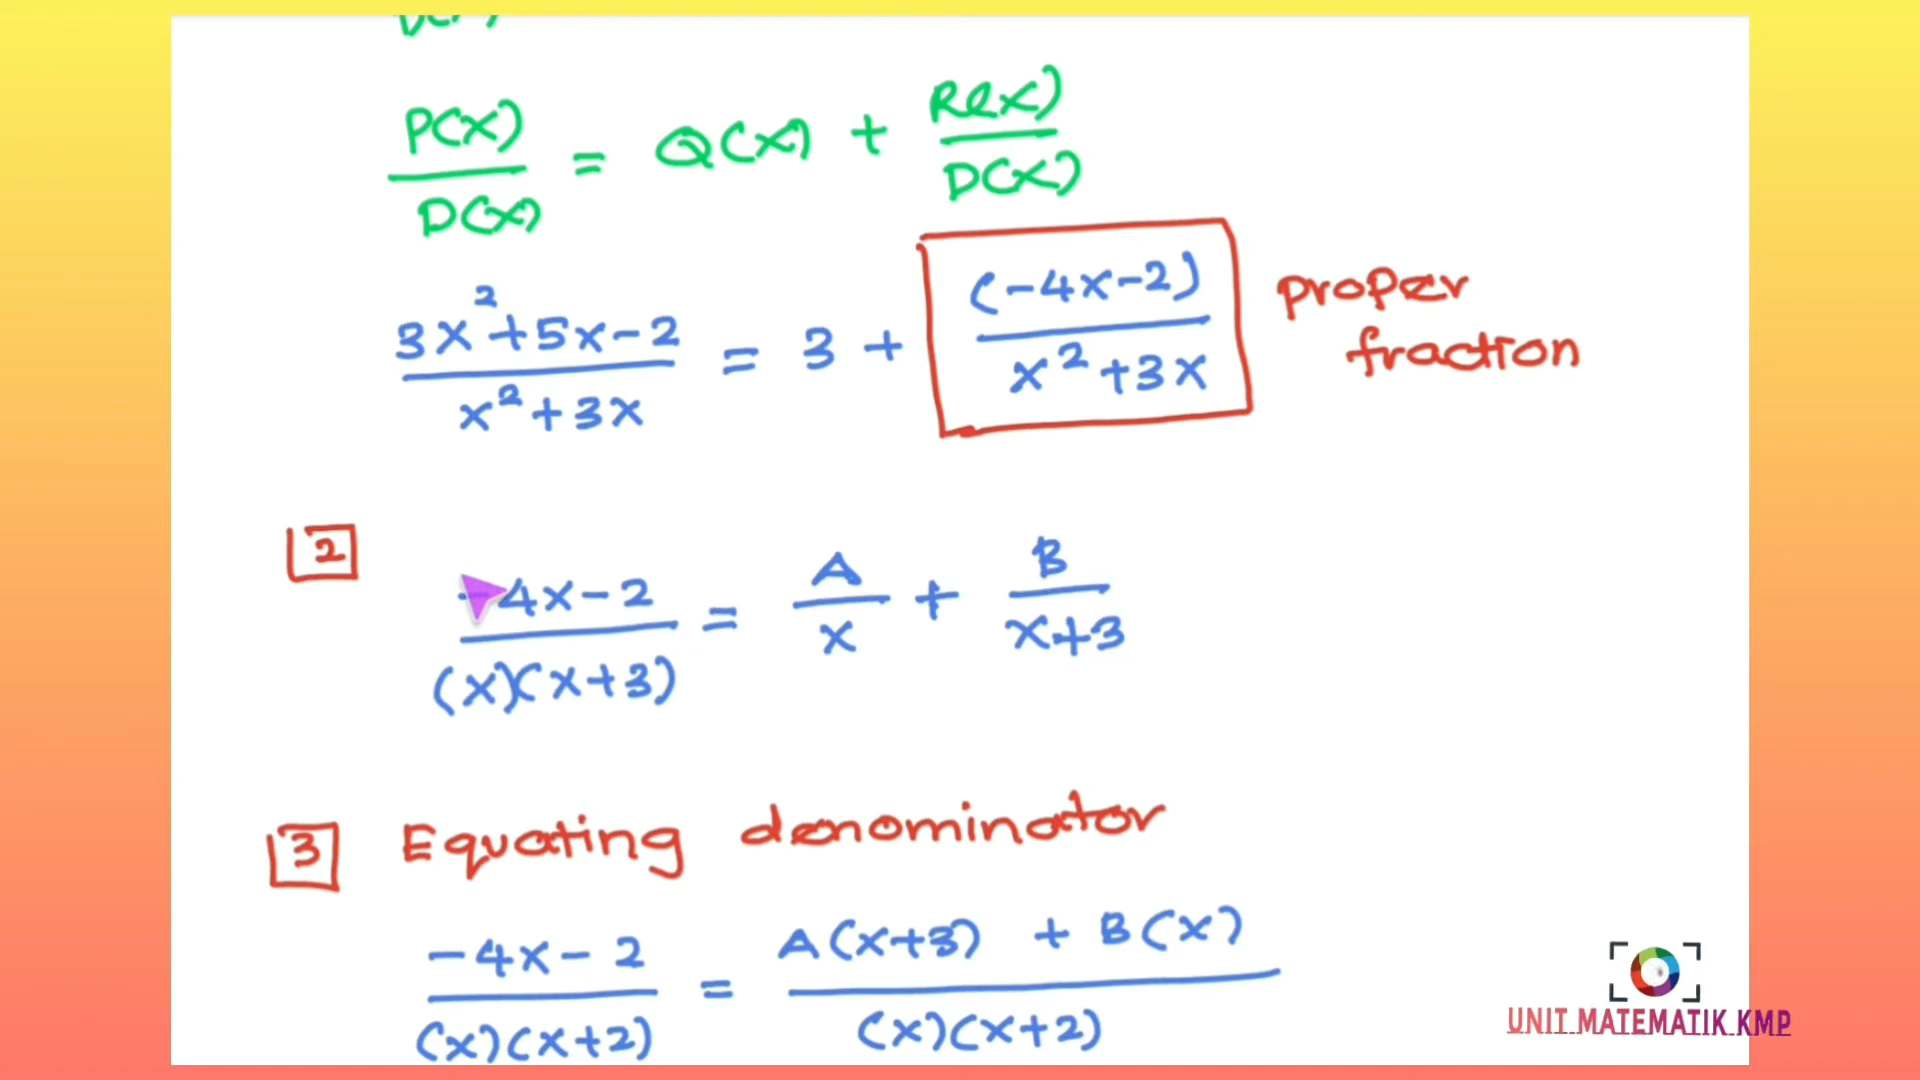 P(x)/D(x) = Q(x) + R(x)/D(x)
3x²+5x-2/x²+3x = 3 + (-4x-2)/x²+3x proper fraction
2
-4x-2/(x)(x+3) = A/x + B/x+3
3 Equating denominator
-4x-2/(x)(x+2) = A(x+3) + B(x)/(x)(x+2)
UNIT MATEMATIK KMP